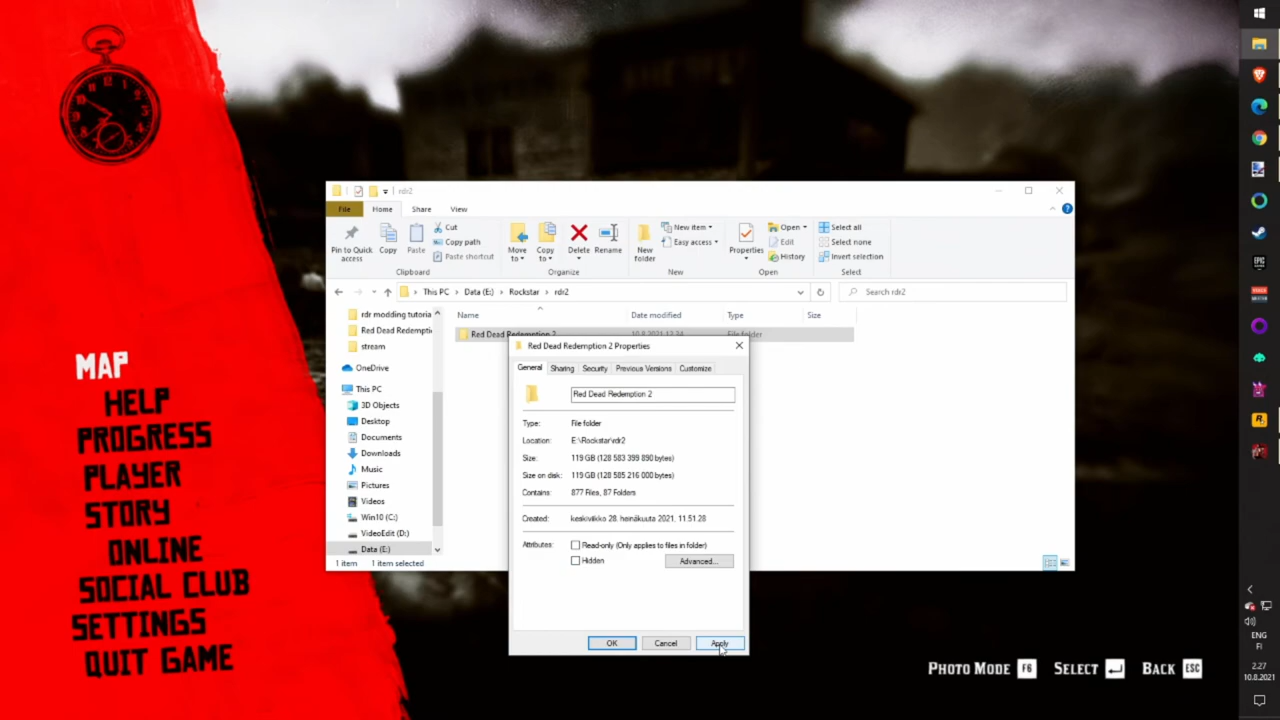 rdr2
File
Home
Share
View
Pin to Quick access
Copy
Paste
Cut
Copy path
Paste shortcut
Clipboard
Move to
Copy to
Delete
Rename
Organize
New folder
New item
Easy access
New
Properties
Open
Edit
History
Open
Select all
Select none
Invert selection
Select
This PC > Data (E:) > Rockstar > rdr2
Search rdr2
Name
Date modified
Type
Size
rdr modding tutoria
Red Dead Redempti
stream
OneDrive
This PC
3D Objects
Desktop
Documents
Downloads
Music
Pictures
Videos
Win10 (C:)
VideoEdit (D:)
Data (E:)
Red Dead Redemption 2
File folder
1 item
1 item selected
Red Dead Redemption 2 Properties
General
Sharing
Security
Previous Versions
Customize
Red Dead Redemption 2
Type: File folder
Location: E:\Rockstar\rdr2
Size: 119 GB (128 583 399 890 bytes)
Size on disk: 119 GB (128 585 216 000 bytes)
Contains: 877 Files, 87 Folders
Created: keskiviikko 28. heinäkuuta 2021, 11.51.28
Attributes: Read-only (Only applies to files in folder)
Hidden
Advanced...
OK
Cancel
Apply
MAP
HELP
PROGRESS
PLAYER
STORY
ONLINE
SOCIAL CLUB
SETTINGS
QUIT GAME
PHOTO MODE F6
SELECT
BACK ESC
EPIC
ENG
FI
2.27
10.8.2021